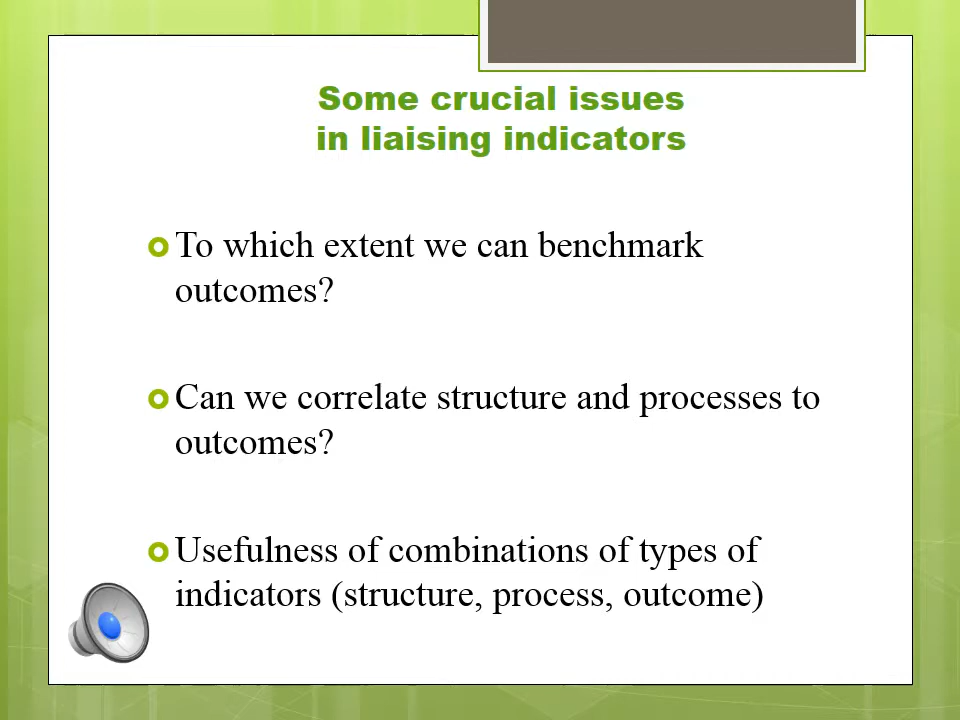 Some crucial issues
in liaising indicators
To which extent we can benchmark
outcomes?
Can we correlate structure and processes to
outcomes?
Usefulness of combinations of types of
indicators (structure, process, outcome)